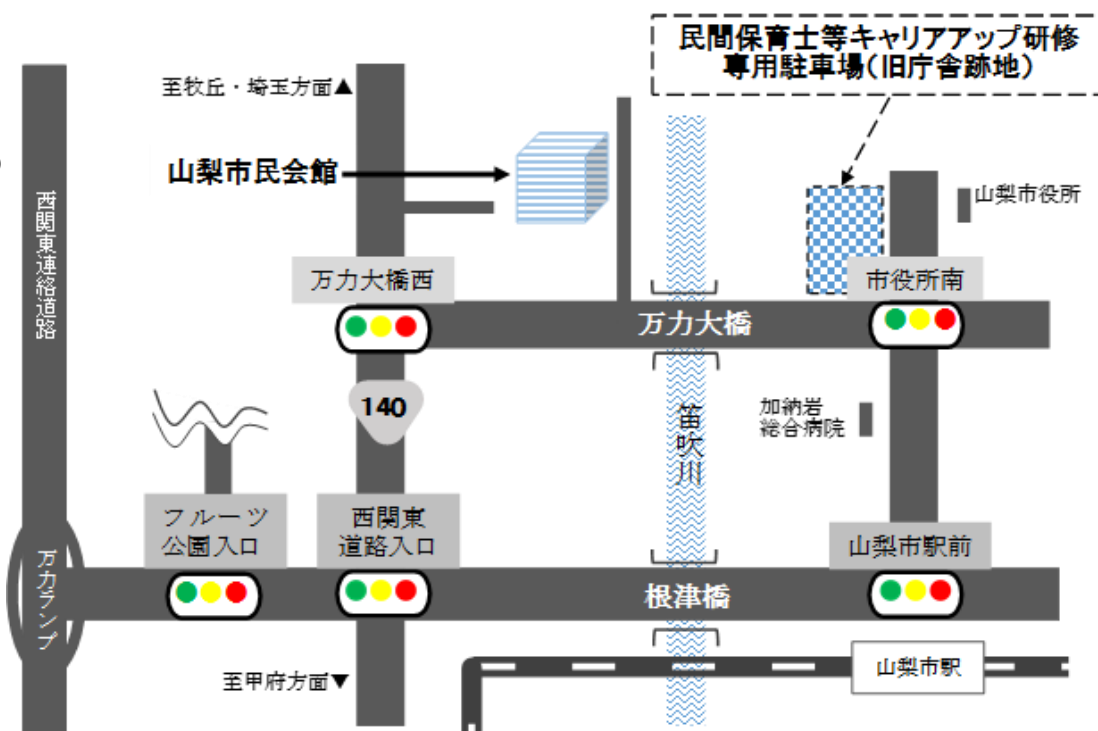 民間保育士等キャリアアップ研修
専用駐車場(旧庁舎跡地)
至牧丘・埼玉方面▲
山梨市民会館
山梨市役所
西関東連絡道路
万力大橋西
市役所南
万力大橋
140
加納岩
総合病院
笛吹川
フルーツ
公園入口
西関東
道路入口
山梨市駅前
万力ランプ
根津橋
至甲府方面▼
山梨市駅